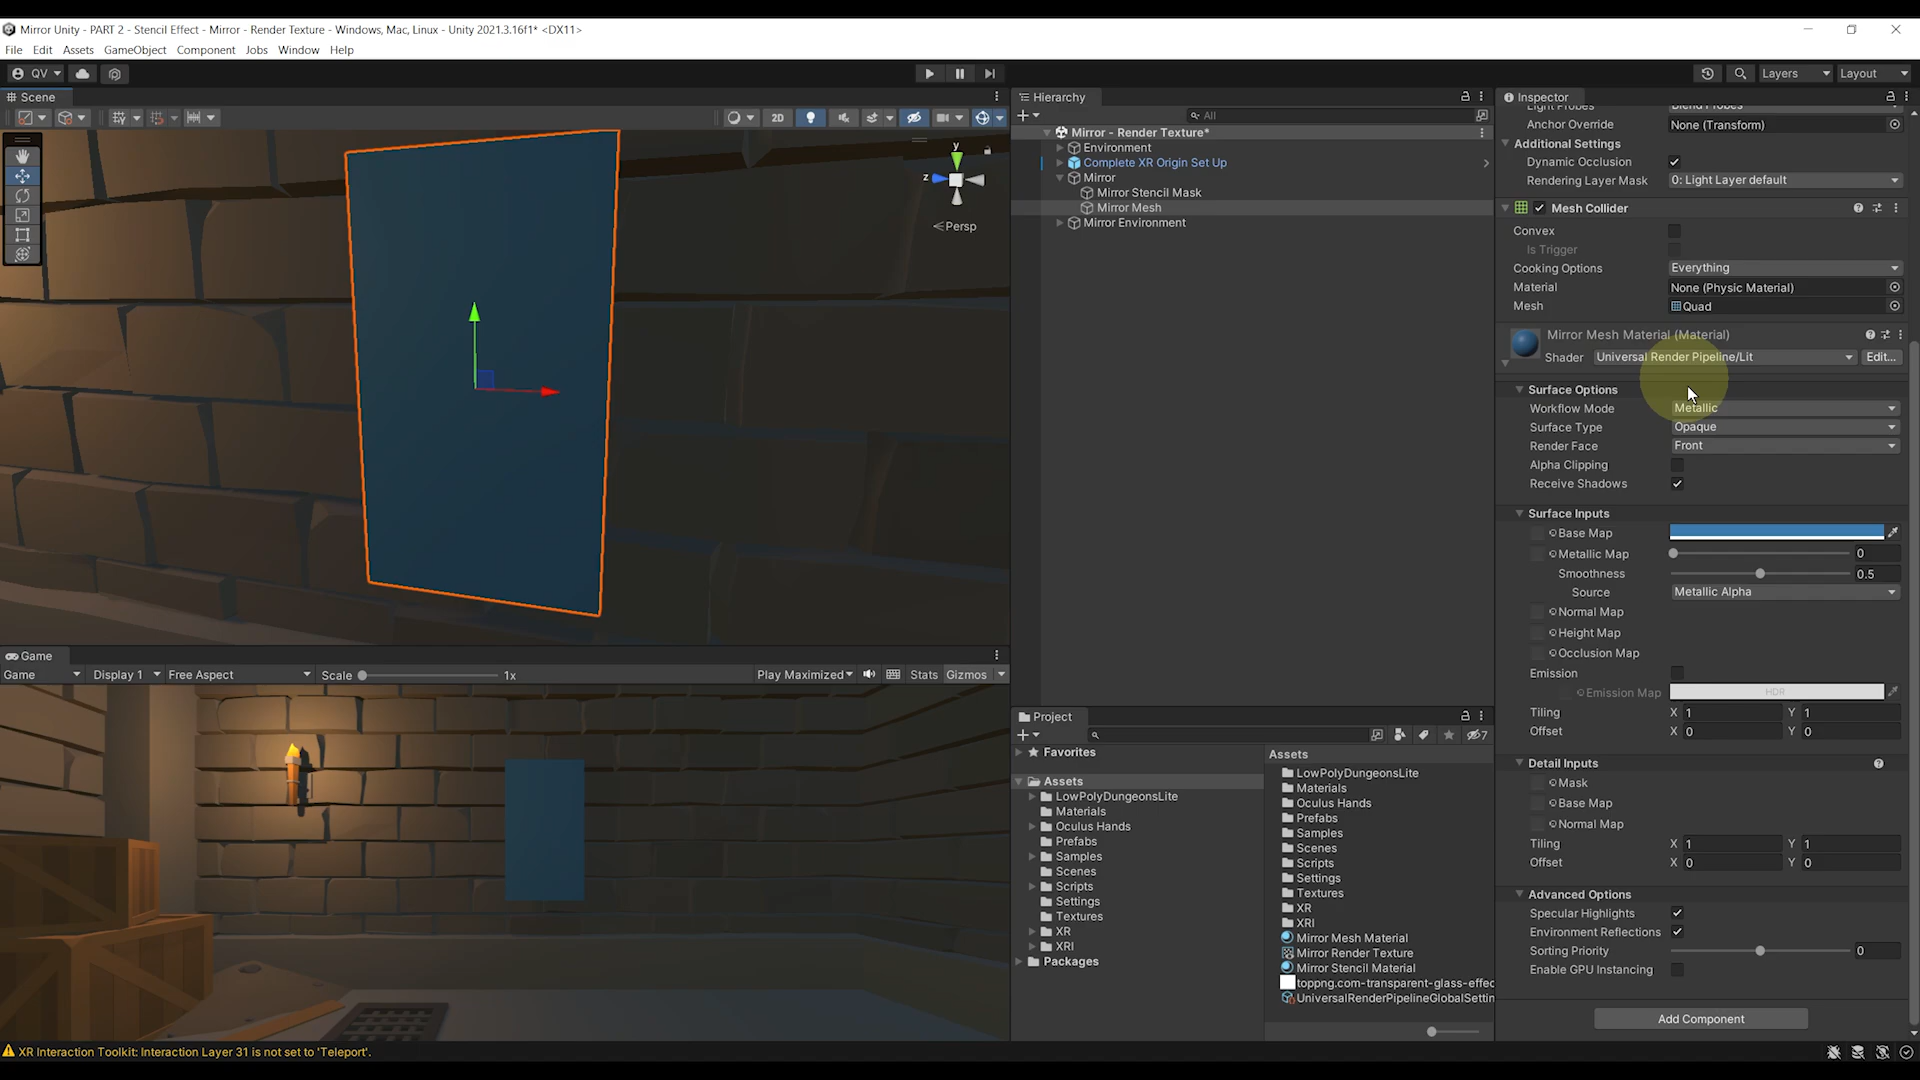 Mirror Unity - PART 2 - Stencil Effect - Mirror - Render Texture - Windows, Mac, Linux - Unity 2021.3.16f1* <DX11>
File Edit Assets GameObject Component Jobs Window Help
QV Layers Layout
Scene
2D
y
z
Persp
Game
Game Display 1 Free Aspect Scale 1x Play Maximized Stats Gizmos
XR Interaction Toolkit: Interaction Layer 31 is not set to 'Teleport'.
Hierarchy
All
Mirror - Render Texture*
Environment
Complete XR Origin Set Up
Mirror
Mirror Stencil Mask
Mirror Mesh
Mirror Environment
Project
7
Favorites
Assets
LowPolyDungeonsLite
Materials
Oculus Hands
Prefabs
Samples
Scenes
Scripts
Settings
Textures
XR
XRI
Packages
Assets
LowPolyDungeonsLite
Materials
Oculus Hands
Prefabs
Samples
Scenes
Scripts
Settings
Textures
XR
XRI
Mirror Mesh Material
Mirror Render Texture
Mirror Stencil Material
toppng.com-transparent-glass-effec
UniversalRenderPipelineGlobalSettin
Inspector
Light Probes Blend Probes
Anchor Override None (Transform)
Additional Settings
Dynamic Occlusion
Rendering Layer Mask 0: Light Layer default
Mesh Collider
Convex
Is Trigger
Cooking Options Everything
Material None (Physic Material)
Mesh Quad
Mirror Mesh Material (Material)
Shader Universal Render Pipeline/Lit Edit...
Surface Options
Workflow Mode Metallic
Surface Type Opaque
Render Face Front
Alpha Clipping
Receive Shadows
Surface Inputs
Base Map
Metallic Map 0
Smoothness 0.5
Source Metallic Alpha
Normal Map
Height Map
Occlusion Map
Emission
Emission Map HDR
Tiling X 1 Y 1
Offset X 0 Y 0
Detail Inputs
Mask
Base Map
Normal Map
Tiling X 1 Y 1
Offset X 0 Y 0
Advanced Options
Specular Highlights
Environment Reflections
Sorting Priority 0
Enable GPU Instancing
Add Component